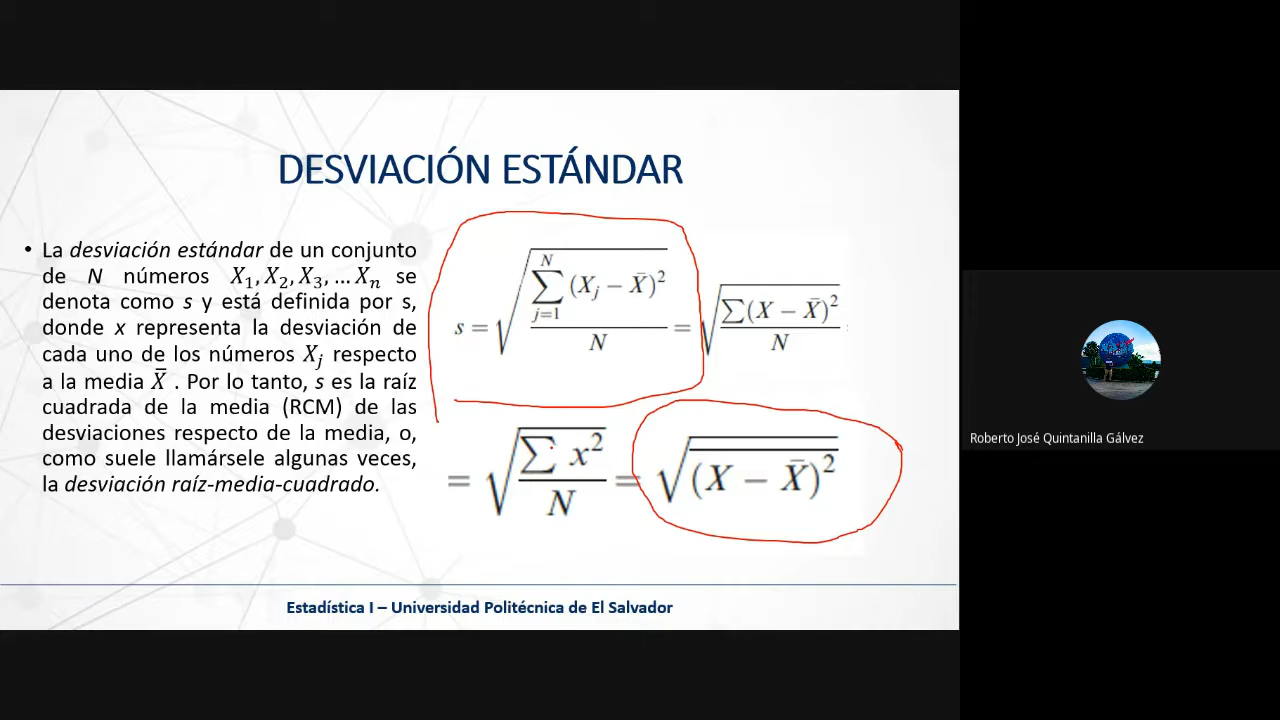 DESVIACIÓN ESTÁNDAR
• La desviación estándar de un conjunto
de N números X₁, X₂, X₃, … Xₙ se
denota como s y está definida por s,
donde x representa la desviación de
cada uno de los números Xⱼ respecto
a la media X̄ . Por lo tanto, s es la raíz
cuadrada de la media (RCM) de las
desviaciones respecto de la media, o,
como suele llamársele algunas veces,
la desviación raíz-media-cuadrado.
s = √(∑_{j=1}^{N} (Xⱼ − X̄)² / N) = √(∑(X − X̄)² / N)
= √(∑ x² / N) = √(\overline{(X − X̄)²})
Estadística I – Universidad Politécnica de El Salvador
Roberto José Quintanilla Gálvez